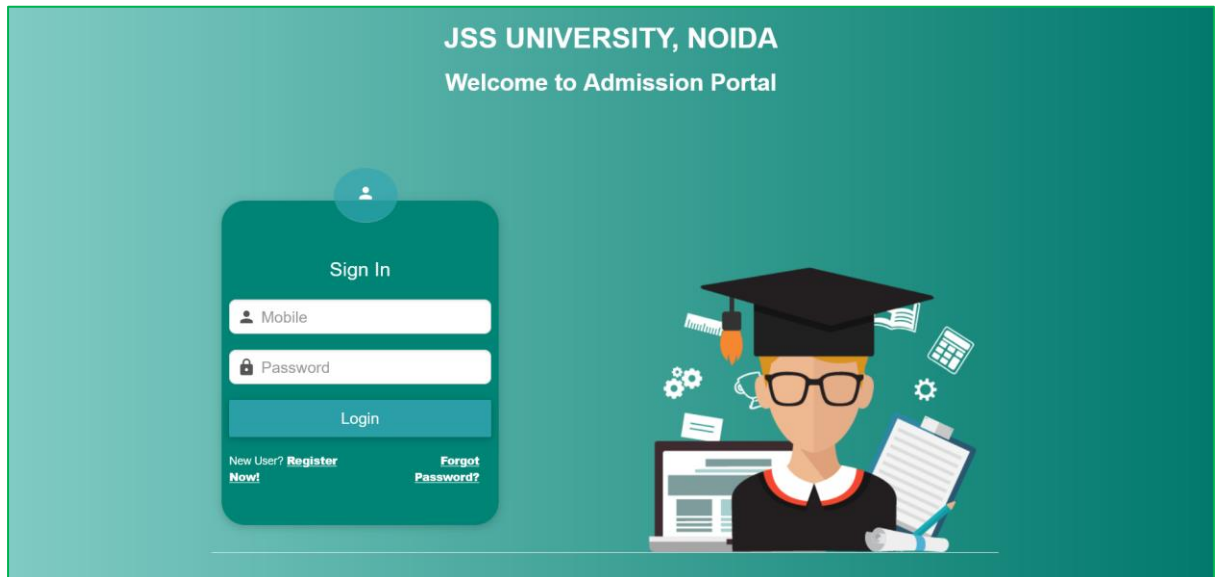 JSS UNIVERSITY, NOIDA
Welcome to Admission Portal
Sign In
Mobile
Password
Login
New User? Register
Now!
Forgot
Password?